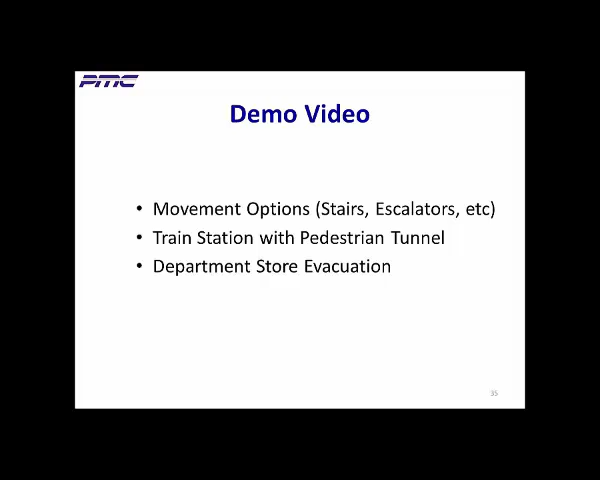 PMC
Demo Video
• Movement Options (Stairs, Escalators, etc)
• Train Station with Pedestrian Tunnel
• Department Store Evacuation
35